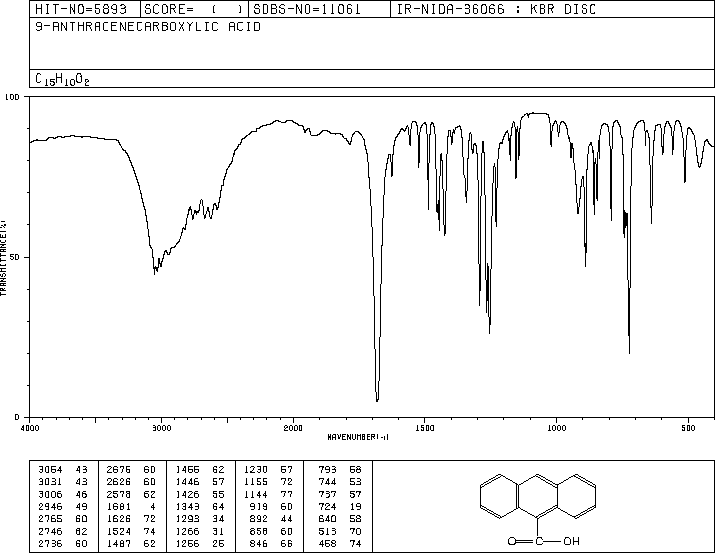 HIT-NO=5893 SCORE= ( ) SDBS-NO=11061 IR-NIDA-36066 : KBR DISC
9-ANTHRACENECARBOXYLIC ACID
C15H10O2
100
50
0
TRANSMITTANCE(%)
4000 3000 2000 1500 1000 500
WAVENUMBER(-1)
3054 43 2675 60 1455 62 1230 57 793 58
3031 43 2626 60 1446 57 1155 72 744 53
3006 46 2578 62 1426 55 1144 77 737 57
2946 49 1681 4 1343 64 919 60 724 19
2765 60 1626 72 1293 34 892 44 640 58
2746 62 1524 74 1266 31 858 60 513 70
2736 60 1487 62 1256 25 846 66 458 74
O C OH